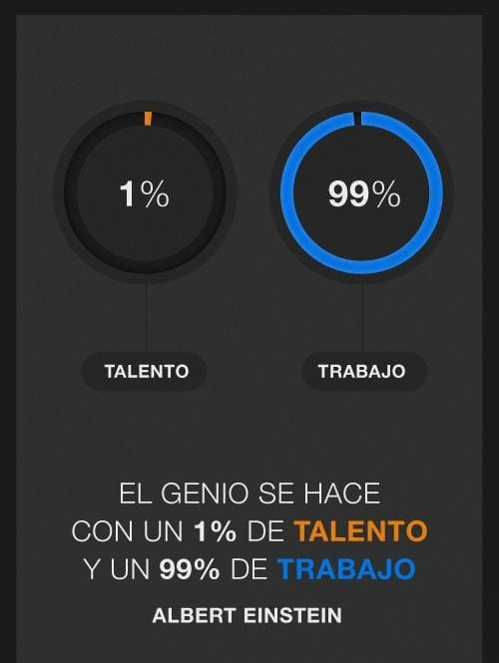 1%
99%
TALENTO
TRABAJO
EL GENIO SE HACE
CON UN 1% DE TALENTO
Y UN 99% DE TRABAJO
ALBERT EINSTEIN